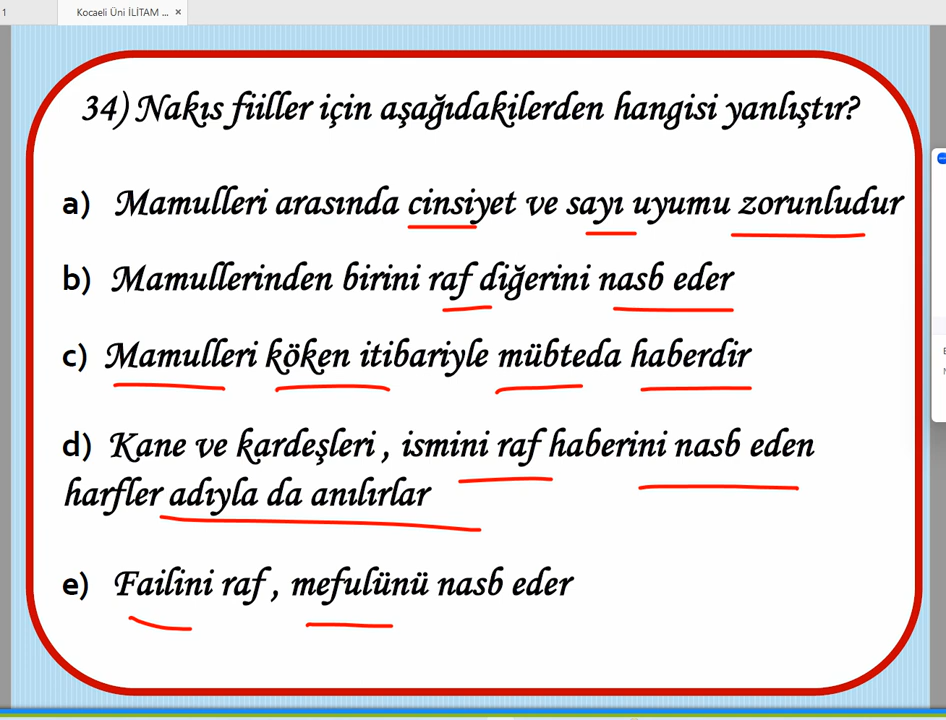 1
Kocaeli Üni İLİTAM ... ×
34) Nakıs fiiller için aşağıdakilerden hangisi yanlıştır?
a) Mamulleri arasında cinsiyet ve sayı uyumu zorunludur
b) Mamullerinden birini raf diğerini nasb eder
c) Mamulleri köken itibariyle mübteda haberdir
d) Kane ve kardeşleri , ismini raf haberini nasb eden
harfler adıyla da anılırlar
e) Failini raf , mefulünü nasb eder